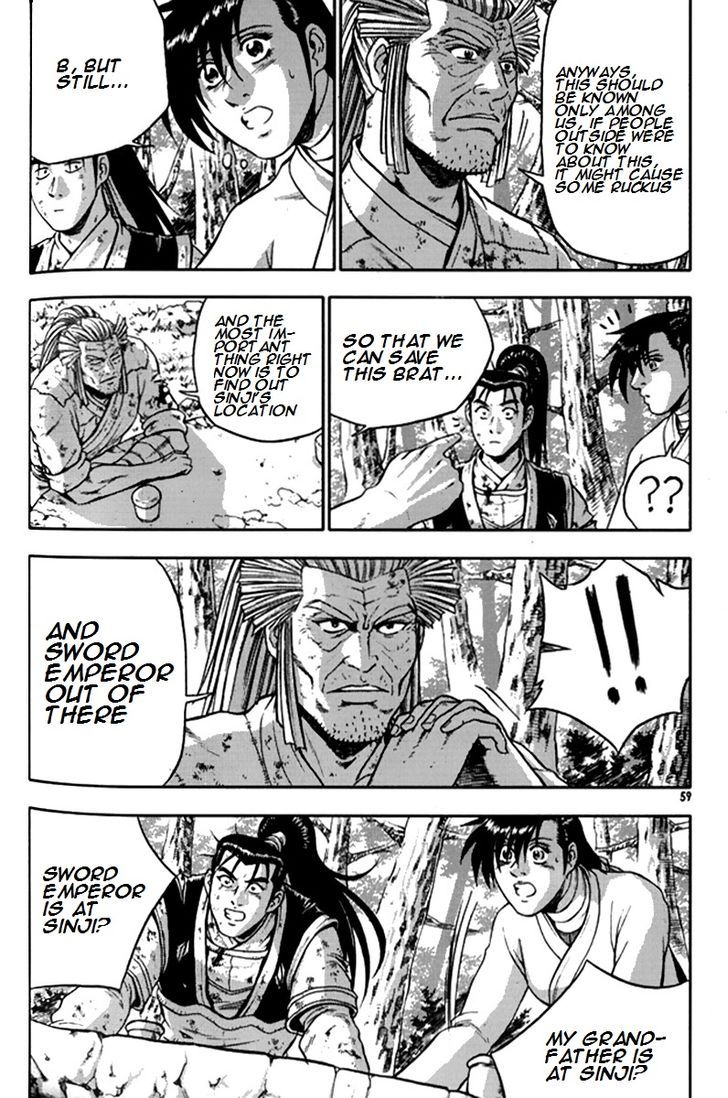 B, BUT
STILL...
ANYWAYS,
THIS SHOULD
BE KNOWN
ONLY AMONG
US, IF PEOPLE
OUTSIDE WERE
TO KNOW
ABOUT THIS,
IT MIGHT CAUSE
SOME RUCKUS
AND THE
MOST IM-
PORTANT
THING RIGHT
NOW IS TO
FIND OUT
SINJI'S
LOCATION
SO THAT WE
CAN SAVE
THIS BRAT...
??
AND
SWORD
EMPEROR
OUT OF
THERE
!!
59
SWORD
EMPEROR
IS AT
SINJI?
MY GRAND-
FATHER IS
AT SINJI?